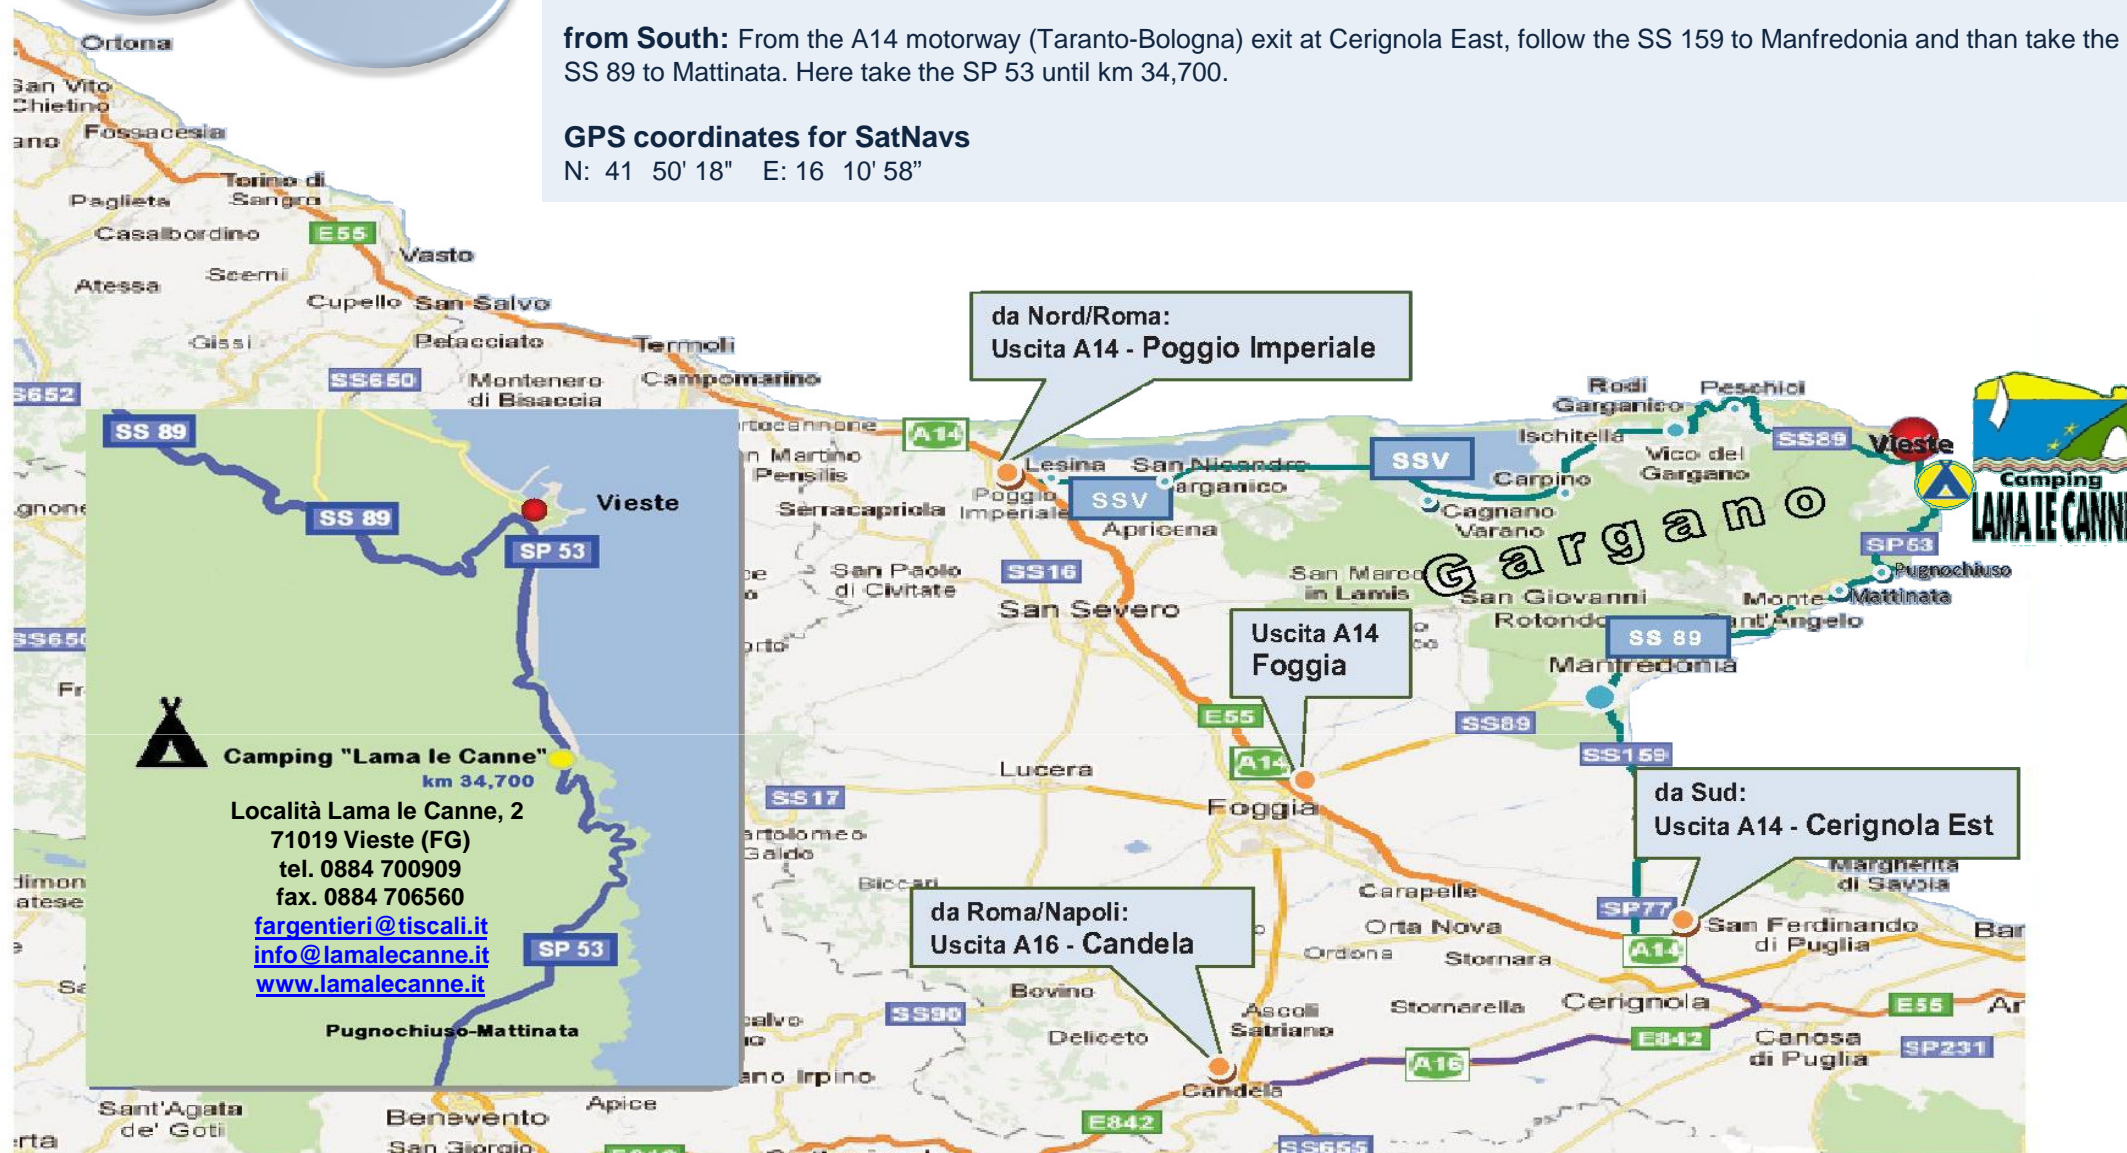 from South: From the A14 motorway (Taranto-Bologna) exit at Cerignola East, follow the SS 159 to Manfredonia and than take the
SS 89 to Mattinata. Here take the SP 53 until km 34,700.
GPS coordinates for SatNavs
N: 41 50' 18" E: 16 10' 58”
Ortona
San Vito
Chietino
Fossacesia
Torino di
Sangro
Paglieta
Casalbordino
E55
Vasto
Scerni
Atessa
Cupello
San Salvo
Gissi
Petacciato
Termoli
SS650
Montenero
di Bisaccia
Campomarino
da Nord/Roma:
Uscita A14 - Poggio Imperiale
A14
Lesina
San Nicandro
Garganico
Poggio
Imperiale
SSV
SSV
Apricena
Serracapriola
San Paolo
di Civitate
SS16
San Severo
Cagnano
Varano
Carpino
Ischitella
Rodi
Garganico
Peschici
Vico del
Gargano
SS89
Vieste
Camping
Gargano
San Marco
in Lamis
San Giovanni
Rotondo
SP53
Pugnochiuso
Mattinata
Monte
Sant'Angelo
SS 89
Manfredonia
Uscita A14
Foggia
E55
A14
SS89
SS159
Lucera
Foggia
SS17
Biccari
da Sud:
Uscita A14 - Cerignola Est
Margherita
di Savoia
Carapelle
Orta Nova
SP77
San Ferdinando
di Puglia
A14
Ordona
Stornara
Stornarella
Cerignola
E55
Canosa
di Puglia
SP231
E842
A16
da Roma/Napoli:
Uscita A16 - Candela
Bovino
Deliceto
SS90
Ascoli
Satriano
Candela
E842
SS655
SS 89
SS 89
Vieste
SP 53
Camping "Lama le Canne"
km 34,700
Località Lama le Canne, 2
71019 Vieste (FG)
tel. 0884 700909
fax. 0884 706560
fargentieri@tiscali.it
info@lamalecanne.it
www.lamalecanne.it
SP 53
Pugnochiuso-Mattinata
Sant'Agata
de' Goti
Benevento
Apice
San Giorgio